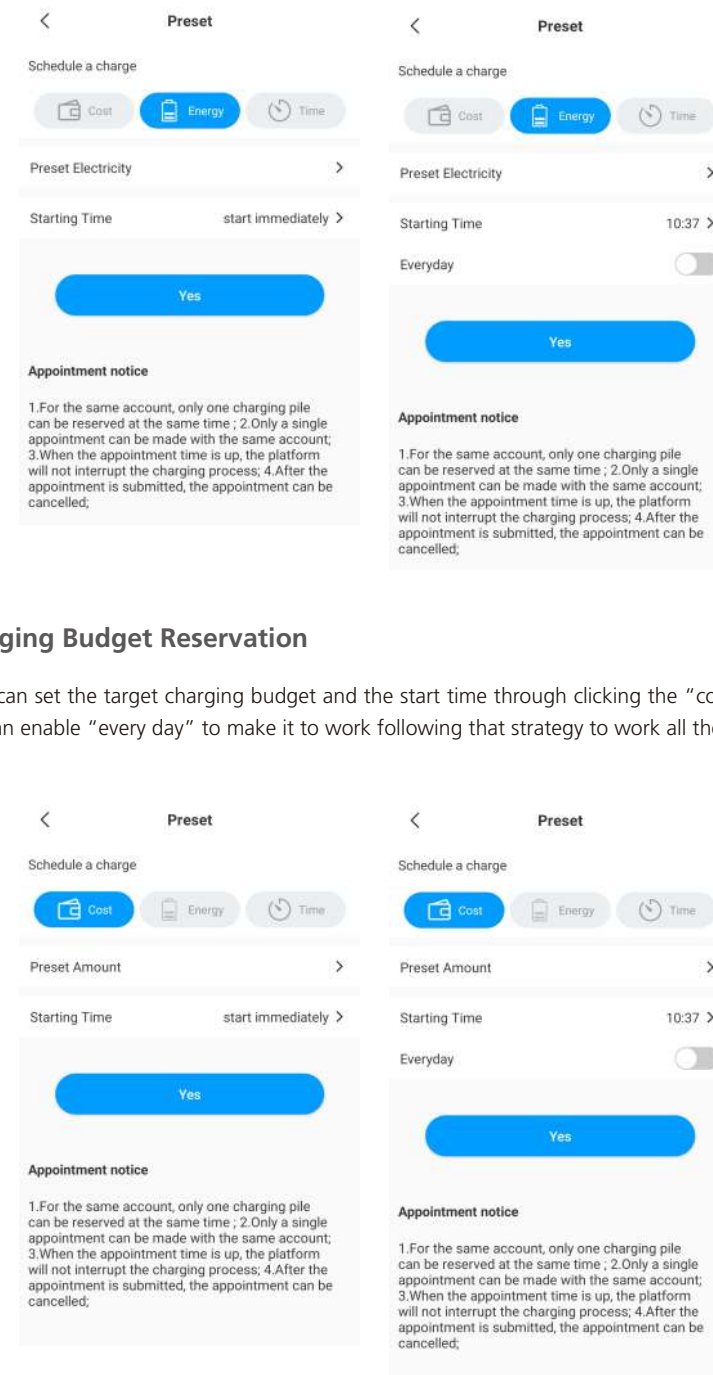 Preset
Schedule a charge
Cost Energy Time
Preset Electricity
Starting Time start immediately
Yes
Appointment notice
1.For the same account, only one charging pile
can be reserved at the same time ; 2.Only a single
appointment can be made with the same account;
3.When the appointment time is up, the platform
will not interrupt the charging process; 4.After the
appointment is submitted, the appointment can be
cancelled;
Preset
Schedule a charge
Cost Energy Time
Preset Electricity
Starting Time 10:37
Everyday
Yes
Appointment notice
1.For the same account, only one charging pile
can be reserved at the same time ; 2.Only a single
appointment can be made with the same account;
3.When the appointment time is up, the platform
will not interrupt the charging process; 4.After the
appointment is submitted, the appointment can be
cancelled;
ging Budget Reservation
can set the target charging budget and the start time through clicking the “co
an enable “every day” to make it to work following that strategy to work all the
Preset
Schedule a charge
Cost Energy Time
Preset Amount
Starting Time start immediately
Yes
Appointment notice
1.For the same account, only one charging pile
can be reserved at the same time ; 2.Only a single
appointment can be made with the same account;
3.When the appointment time is up, the platform
will not interrupt the charging process; 4.After the
appointment is submitted, the appointment can be
cancelled;
Preset
Schedule a charge
Cost Energy Time
Preset Amount
Starting Time 10:37
Everyday
Yes
Appointment notice
1.For the same account, only one charging pile
can be reserved at the same time ; 2.Only a single
appointment can be made with the same account;
3.When the appointment time is up, the platform
will not interrupt the charging process; 4.After the
appointment is submitted, the appointment can be
cancelled;